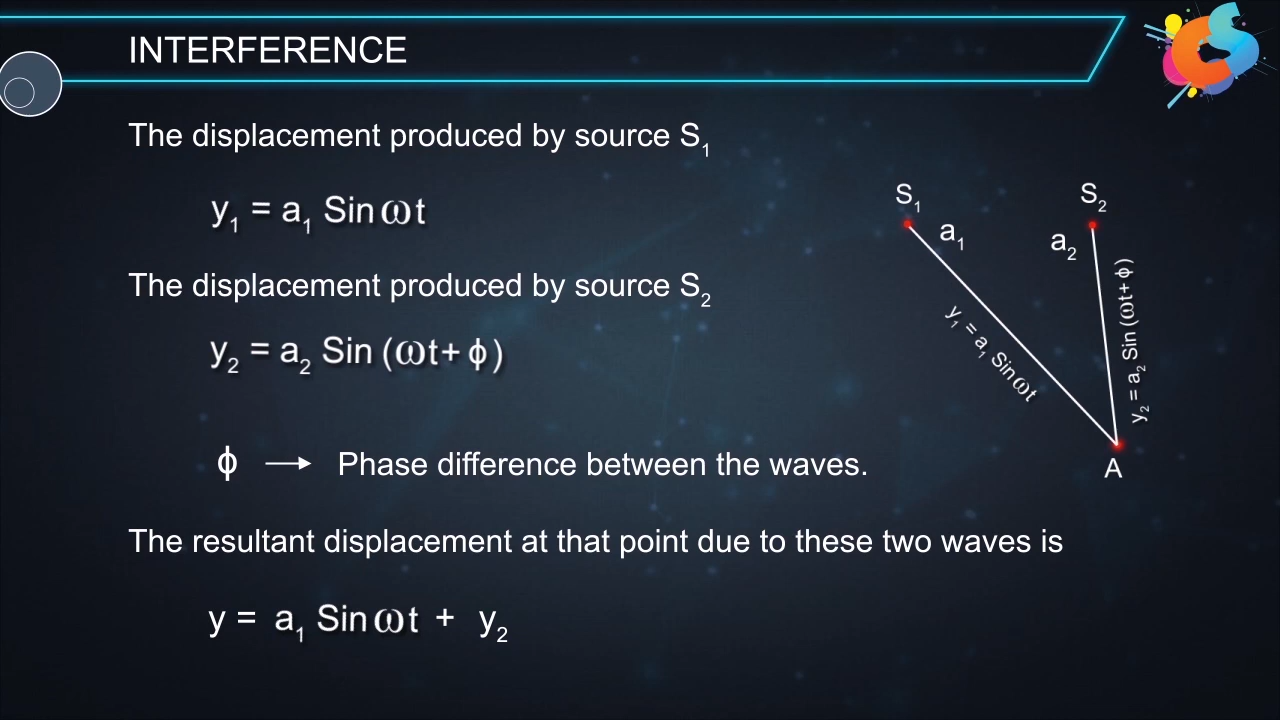 INTERFERENCE
The displacement produced by source S₁
y₁ = a₁ Sin ωt
The displacement produced by source S₂
y₂ = a₂ Sin (ωt+ ϕ)
ϕ → Phase difference between the waves.
The resultant displacement at that point due to these two waves is
y = a₁ Sin ωt + y₂
S₁
S₂
a₁
a₂
y₁ = a₁ Sin ωt
y₂ = a₂ Sin (ωt+ ϕ)
A
CS